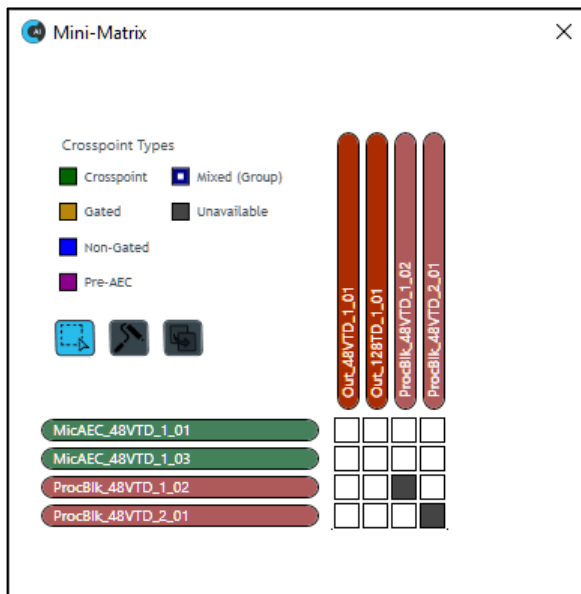 AI
Mini-Matrix
Crosspoint Types
Crosspoint
Mixed (Group)
Gated
Unavailable
Non-Gated
Pre-AEC
Out_48VTD_1_01
Out_128TD_1_01
ProcBlk_48VTD_1_02
ProcBlk_48VTD_2_01
MicAEC_48VTD_1_01
MicAEC_48VTD_1_03
ProcBlk_48VTD_1_02
ProcBlk_48VTD_2_01